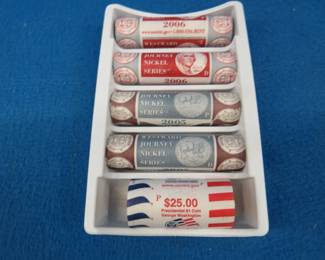 2006
WESTWARD
JOURNEY
NICKEL
SERIES
D
2006
JOURNEY
NICKEL
SERIES
P
2005
WESTWARD
JOURNEY
NICKEL
SERIES
D
P
$25.00
Presidential $1 Coin
George Washington